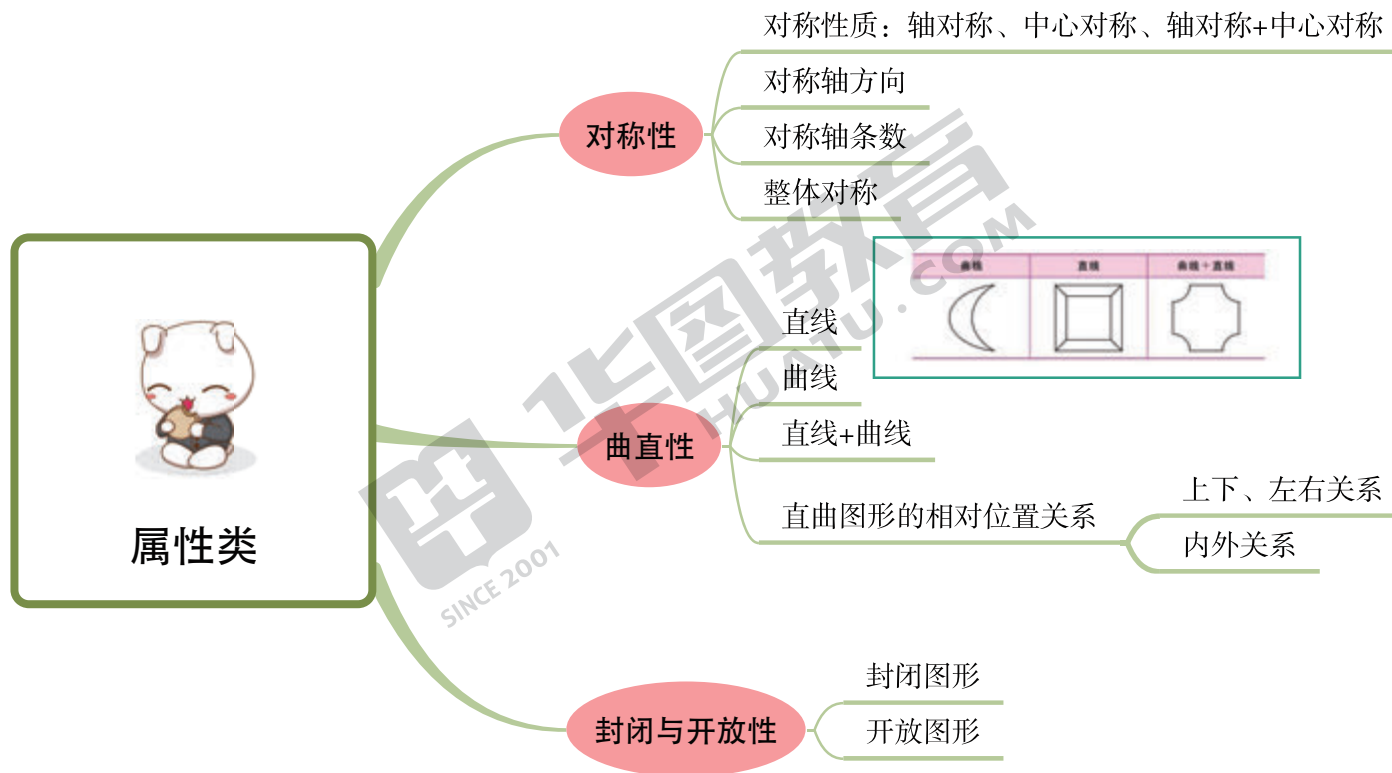 对称性质：轴对称、中心对称、轴对称+中心对称
对称轴方向
对称性
对称轴条数
整体对称
曲线 直线 曲线+直线
直线
曲线
曲直性
直线+曲线
直曲图形的相对位置关系
上下、左右关系
内外关系
属性类
封闭图形
封闭与开放性
开放图形
华图教育
HUATU.COM
SINCE 2001